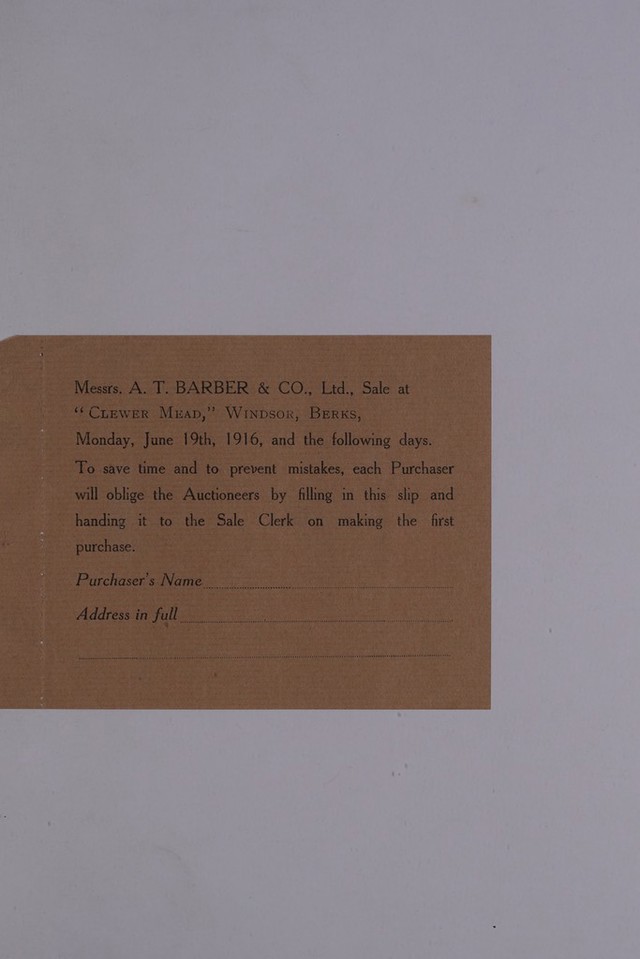 Messrs. A. T. BARBER & CO., Ltd., Sale at
“CLEWER MEAD,” WINDSOR, BERKS,
Monday, June 19th, 1916, and the following days.
To save time and to prevent mistakes, each Purchaser
will oblige the Auctioneers by filling in this slip and
handing it to the Sale Clerk on making the first
purchase.
Purchaser's Name
Address in full